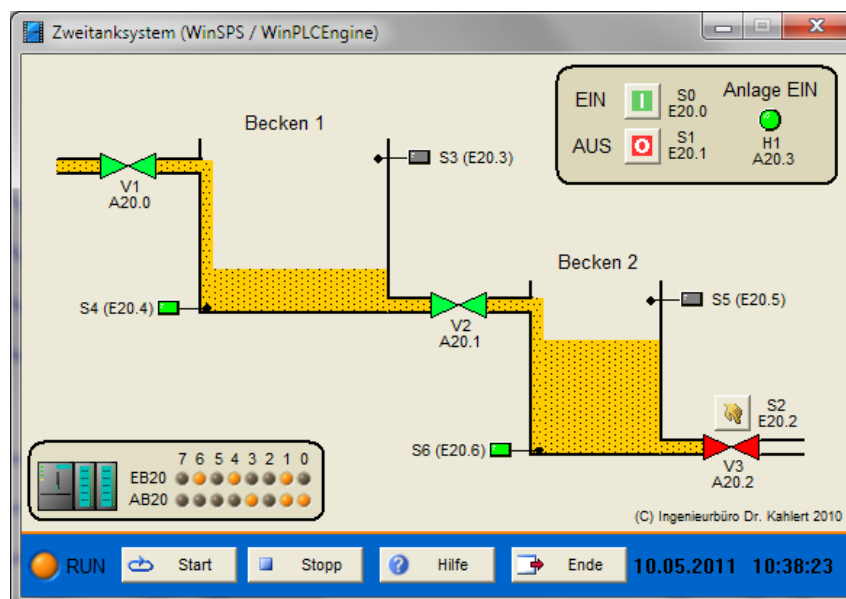 Zweitanksystem (WinSPS / WinPLCEngine)
EIN
S0
E20.0
Anlage EIN
AUS
S1
E20.1
H1
A20.3
Becken 1
S3 (E20.3)
V1
A20.0
Becken 2
S4 (E20.4)
V2
A20.1
S5 (E20.5)
S2
E20.2
S6 (E20.6)
V3
A20.2
7 6 5 4 3 2 1 0
EB20
AB20
(C) Ingenieurbüro Dr. Kahlert 2010
RUN
Start
Stopp
Hilfe
Ende
10.05.2011 10:38:23